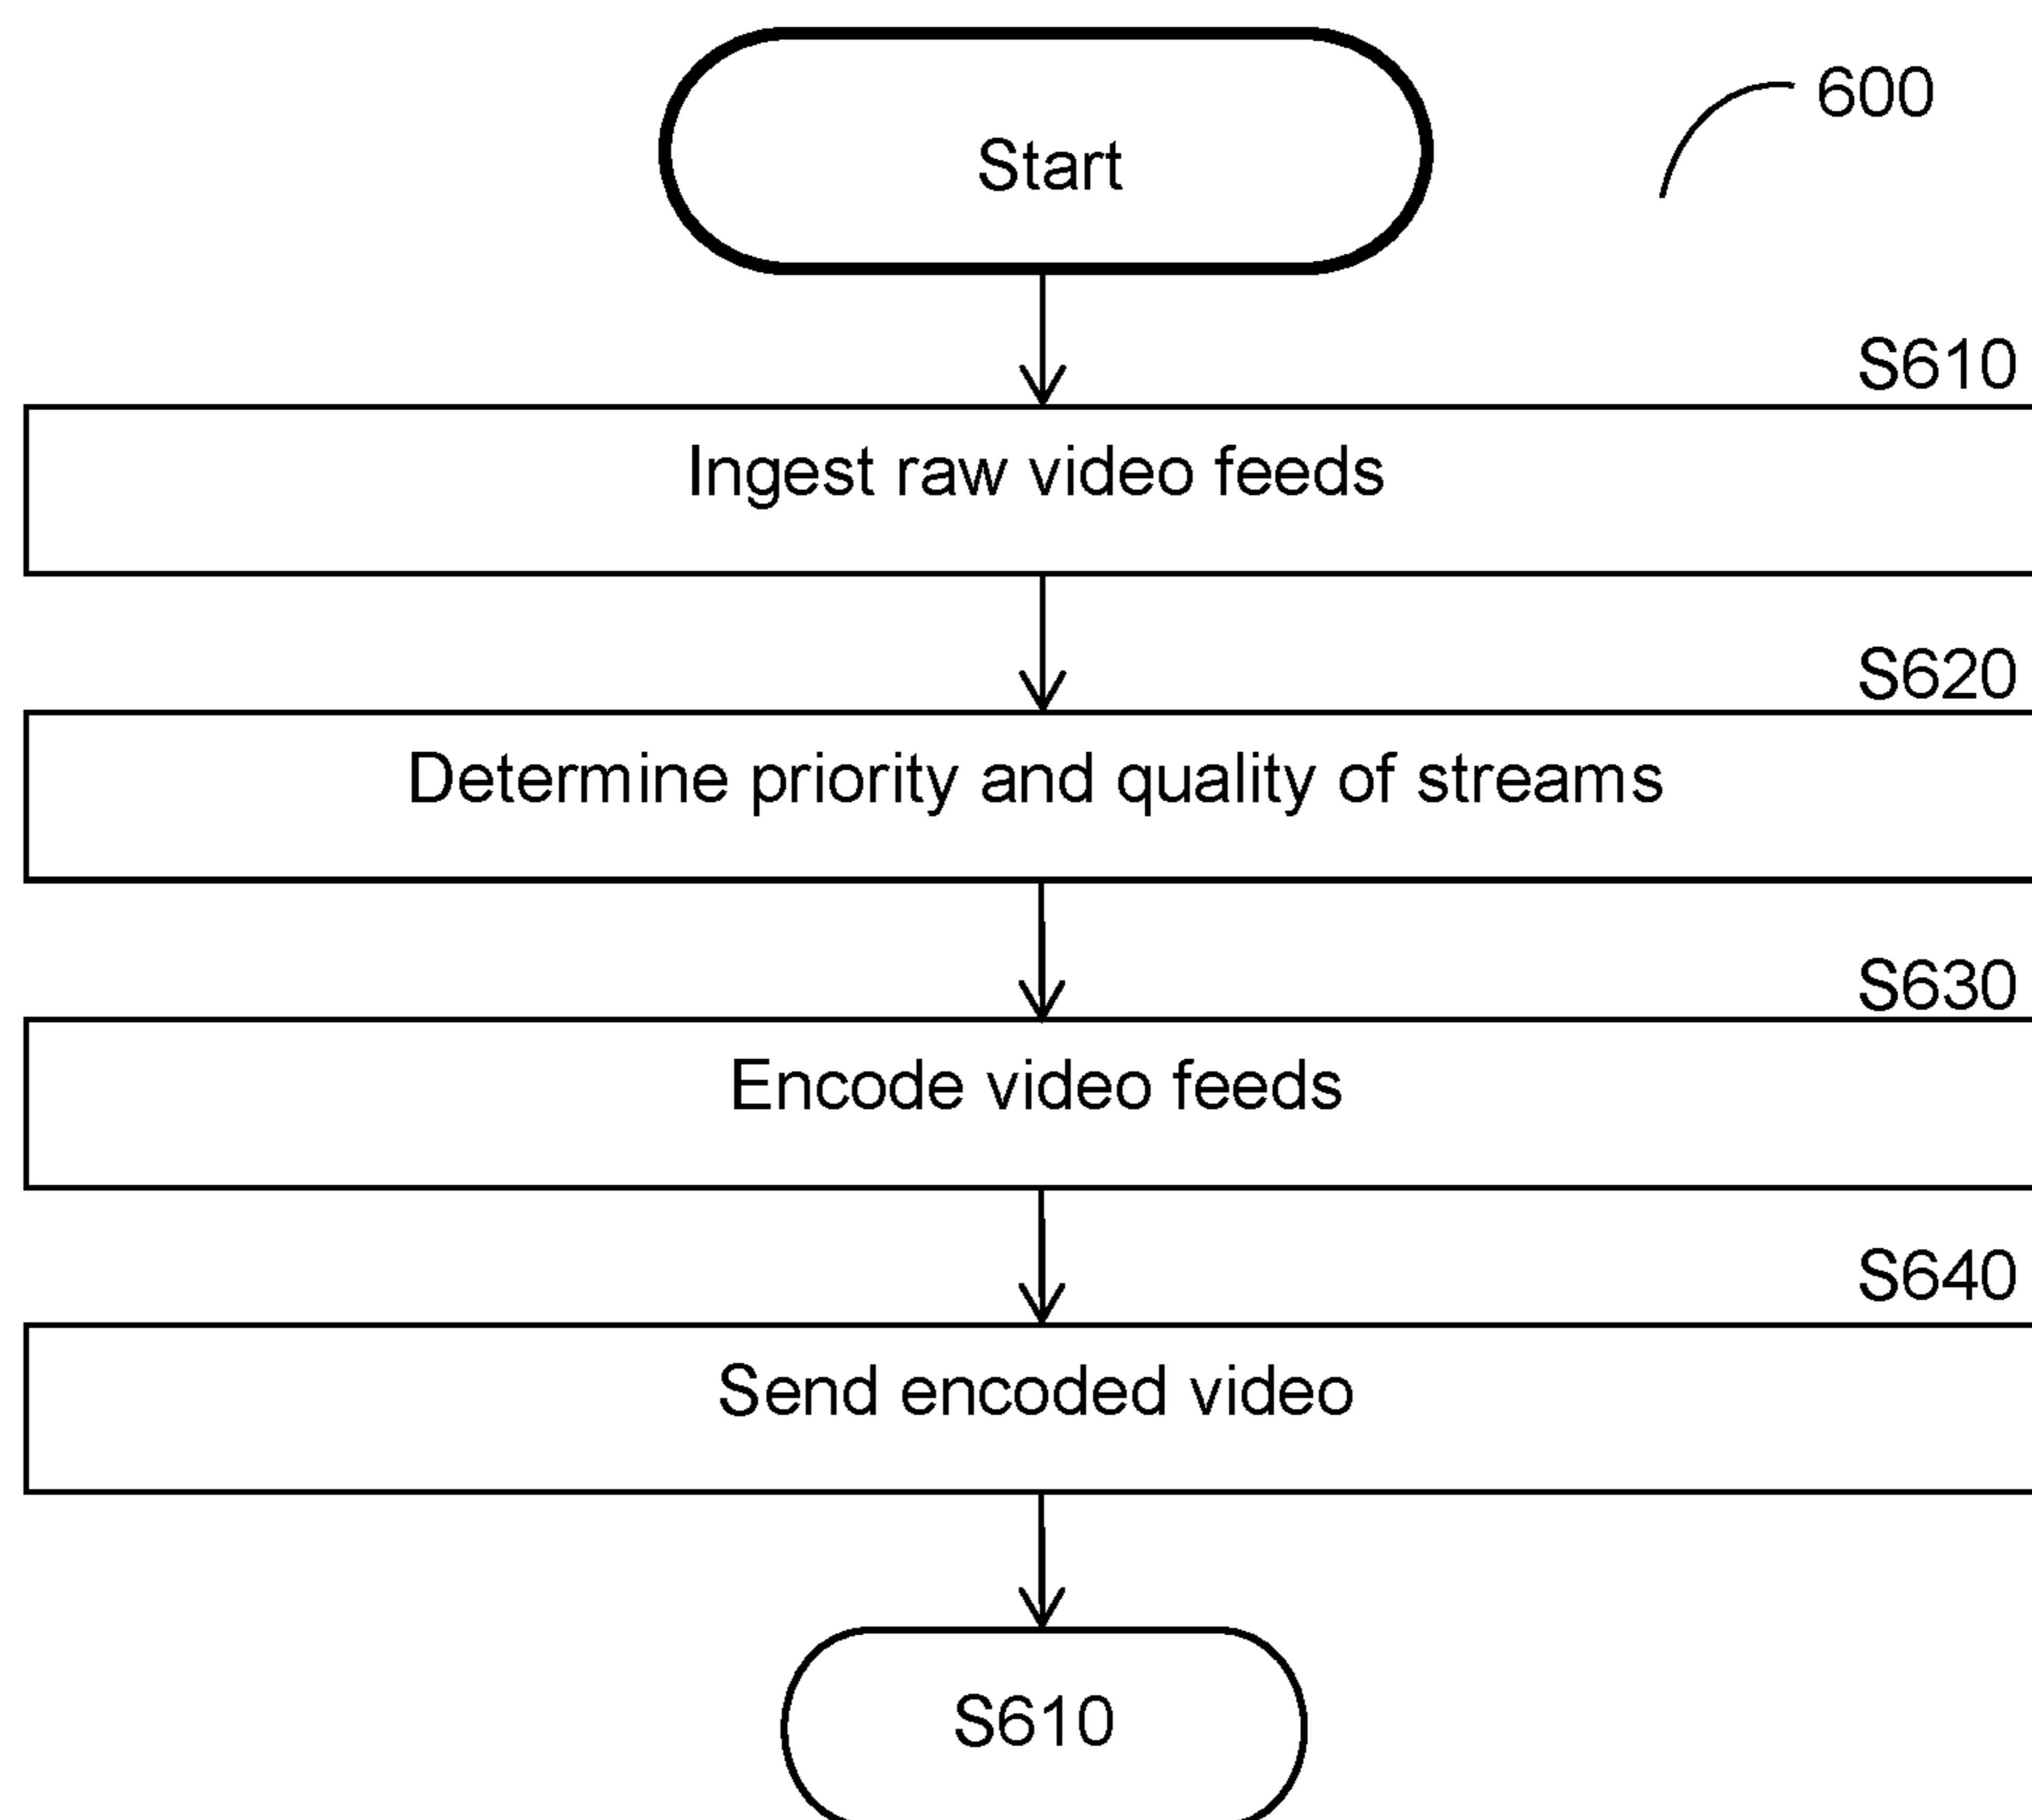 600
Start
S610
Ingest raw video feeds
S620
Determine priority and quality of streams
S630
Encode video feeds
S640
Send encoded video
S610